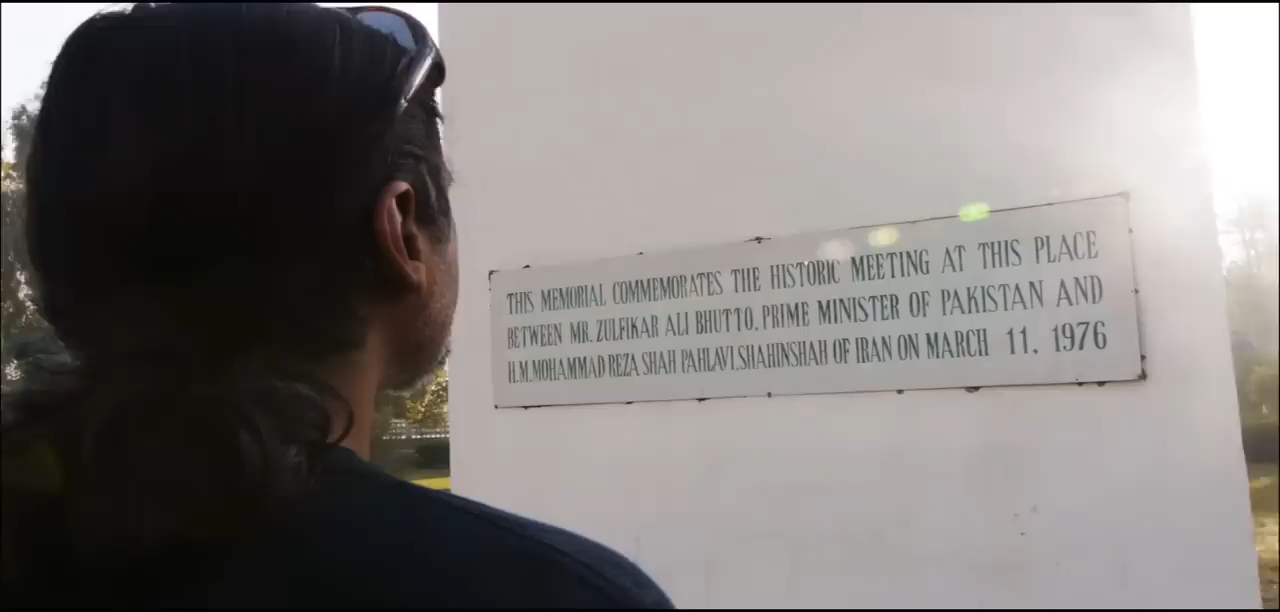 THIS MEMORIAL COMMEMORATES THE HISTORIC MEETING AT THIS PLACE
BETWEEN MR. ZULFIKAR ALI BHUTTO, PRIME MINISTER OF PAKISTAN AND
H.M. MOHAMMAD REZA SHAH PAHLAVI, SHAHINSHAH OF IRAN ON MARCH 11, 1976